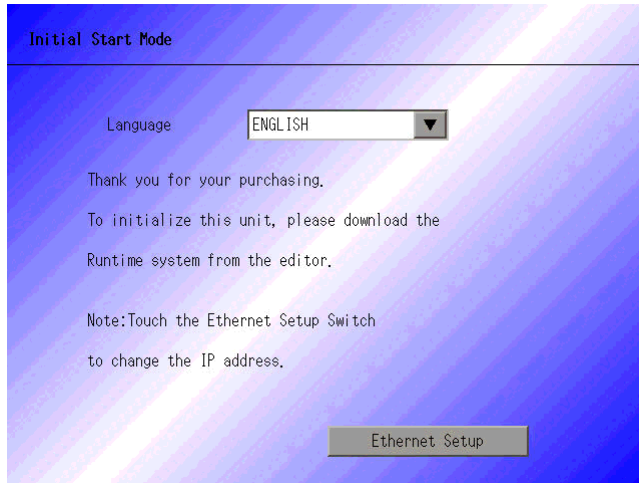 Initial Start Mode
Language ENGLISH ▼
Thank you for your purchasing.
To initialize this unit, please download the
Runtime system from the editor.
Note:Touch the Ethernet Setup Switch
to change the IP address.
Ethernet Setup